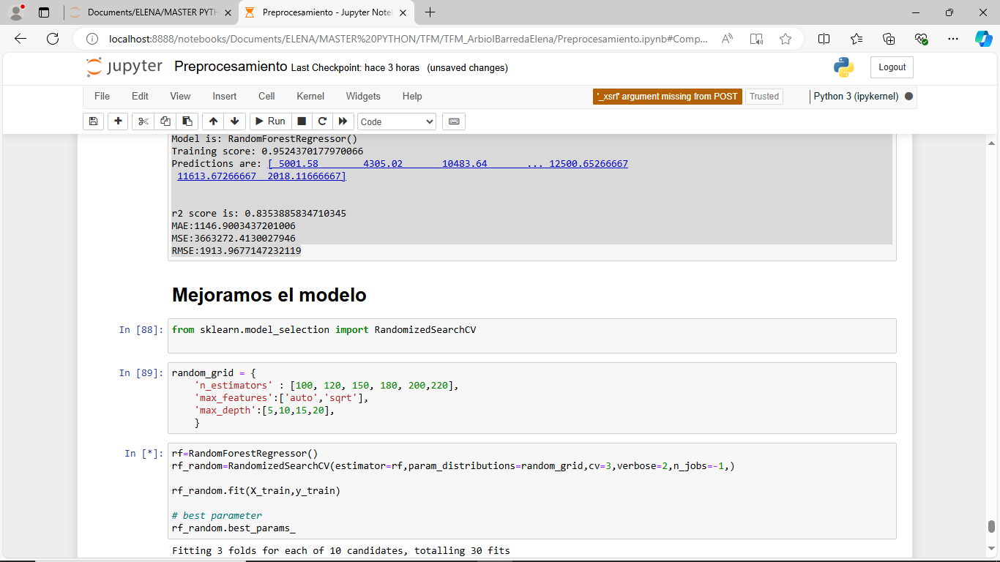 Documents/ELENA/MASTER PYTH
Preprocesamiento - Jupyter Note
localhost:8888/notebooks/Documents/ELENA/MASTER%20PYTHON/TFM/TFM_ArbiolBarredaElena/Preprocesamiento.ipynb#Comp...
jupyter Preprocesamiento Last Checkpoint: hace 3 horas (unsaved changes)
Logout
File Edit View Insert Cell Kernel Widgets Help
'_xsrf' argument missing from POST
Trusted
Python 3 (ipykernel)
Run
Code
Model is: RandomForestRegressor()
Training score: 0.9524370177970066
Predictions are: [ 5001.58 4305.02 10483.64 ... 12500.65266667
11613.67266667 2018.11666667]
r2 score is: 0.8353885834710345
MAE:1146.9003437201006
MSE:3663272.4130027946
RMSE:1913.9677147232119
Mejoramos el modelo
In [88]: from sklearn.model_selection import RandomizedSearchCV
In [89]: random_grid = {
'n_estimators' : [100, 120, 150, 180, 200,220],
'max_features':['auto','sqrt'],
'max_depth':[5,10,15,20],
}
In [*]: rf=RandomForestRegressor()
rf_random=RandomizedSearchCV(estimator=rf,param_distributions=random_grid,cv=3,verbose=2,n_jobs=-1,)
rf_random.fit(X_train,y_train)
# best parameter
rf_random.best_params_
Fitting 3 folds for each of 10 candidates, totalling 30 fits